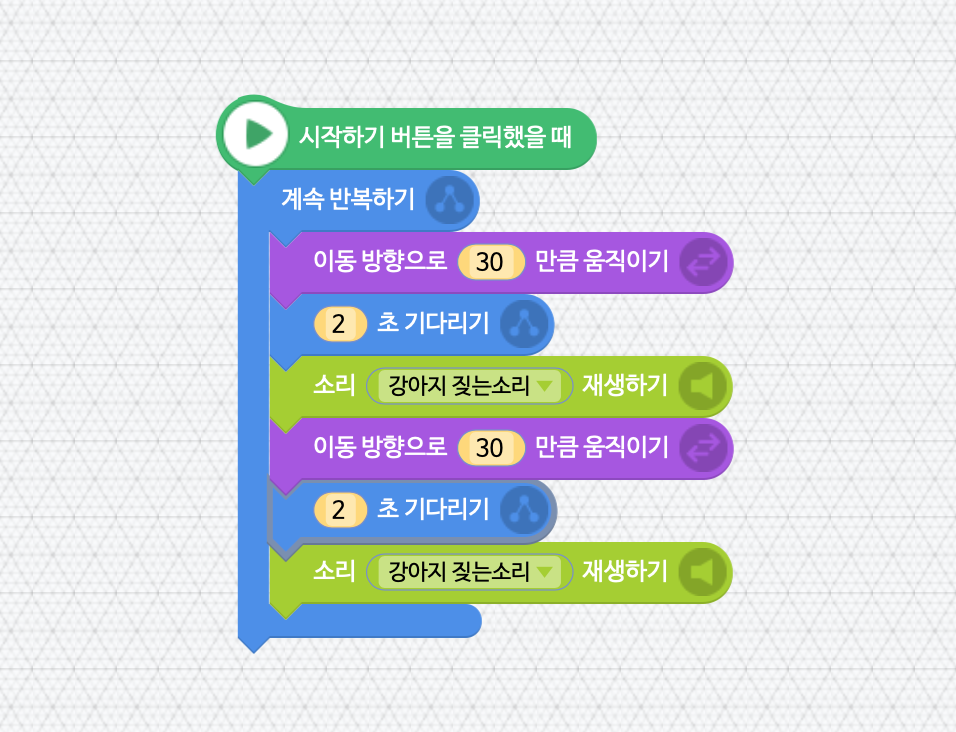 시작하기 버튼을 클릭했을 때
계속 반복하기
이동 방향으로 30 만큼 움직이기
2 초 기다리기
소리 강아지 짖는소리 재생하기
이동 방향으로 30 만큼 움직이기
2 초 기다리기
소리 강아지 짖는소리 재생하기